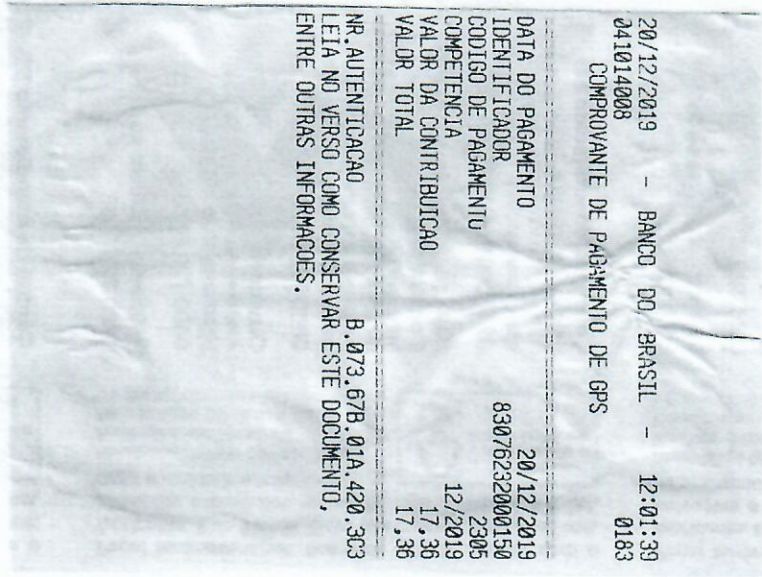 20/12/2019 - BANCO DO BRASIL - 12:01:39
041014008 0183
COMPROVANTE DE PAGAMENTO DE GPS
DATA DO PAGAMENTO 20/12/2019
IDENTIFICADOR 83076232000150
CODIGO DE PAGAMENTO 2305
COMPETENCIA 12/2019
VALOR DA CONTRIBUICAO 17,36
VALOR TOTAL 17,36
NR.AUTENTICACAO B.073.67B.01A.420.3C3
LEIA NO VERSO COMO CONSERVAR ESTE DOCUMENTO,
ENTRE OUTRAS INFORMACOES.